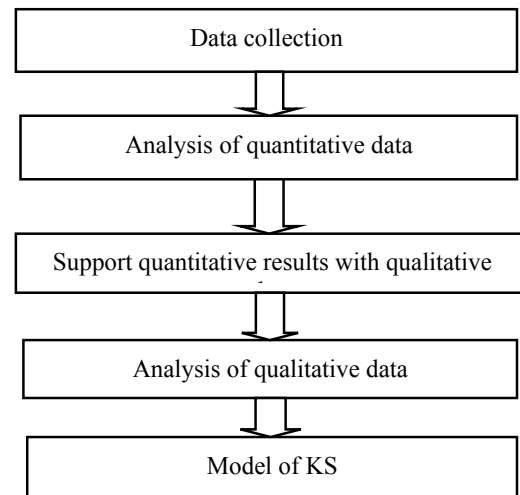 Data collection
Analysis of quantitative data
Support quantitative results with qualitative
Analysis of qualitative data
Model of KS